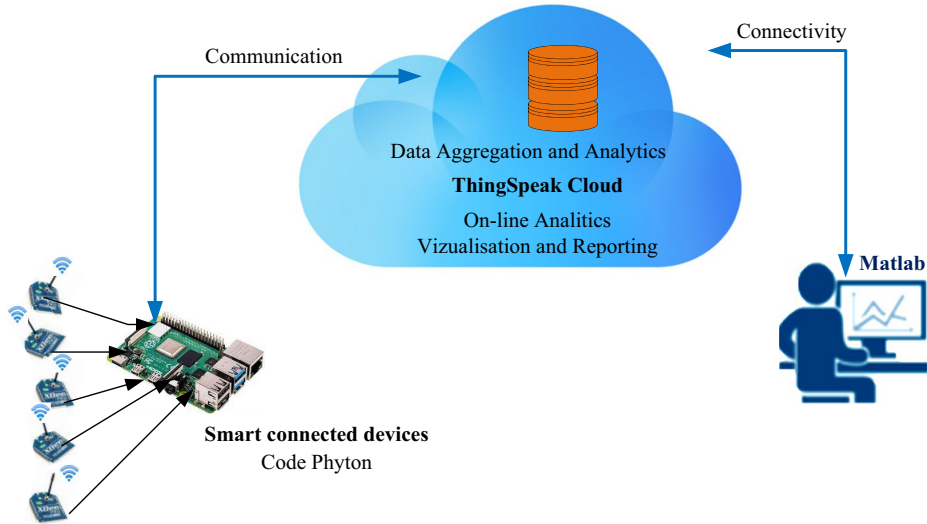 Connectivity
Communication
Data Aggregation and Analytics
ThingSpeak Cloud
On-line Analitics
Vizualisation and Reporting
Matlab
XBee
Smart connected devices
Code Phyton